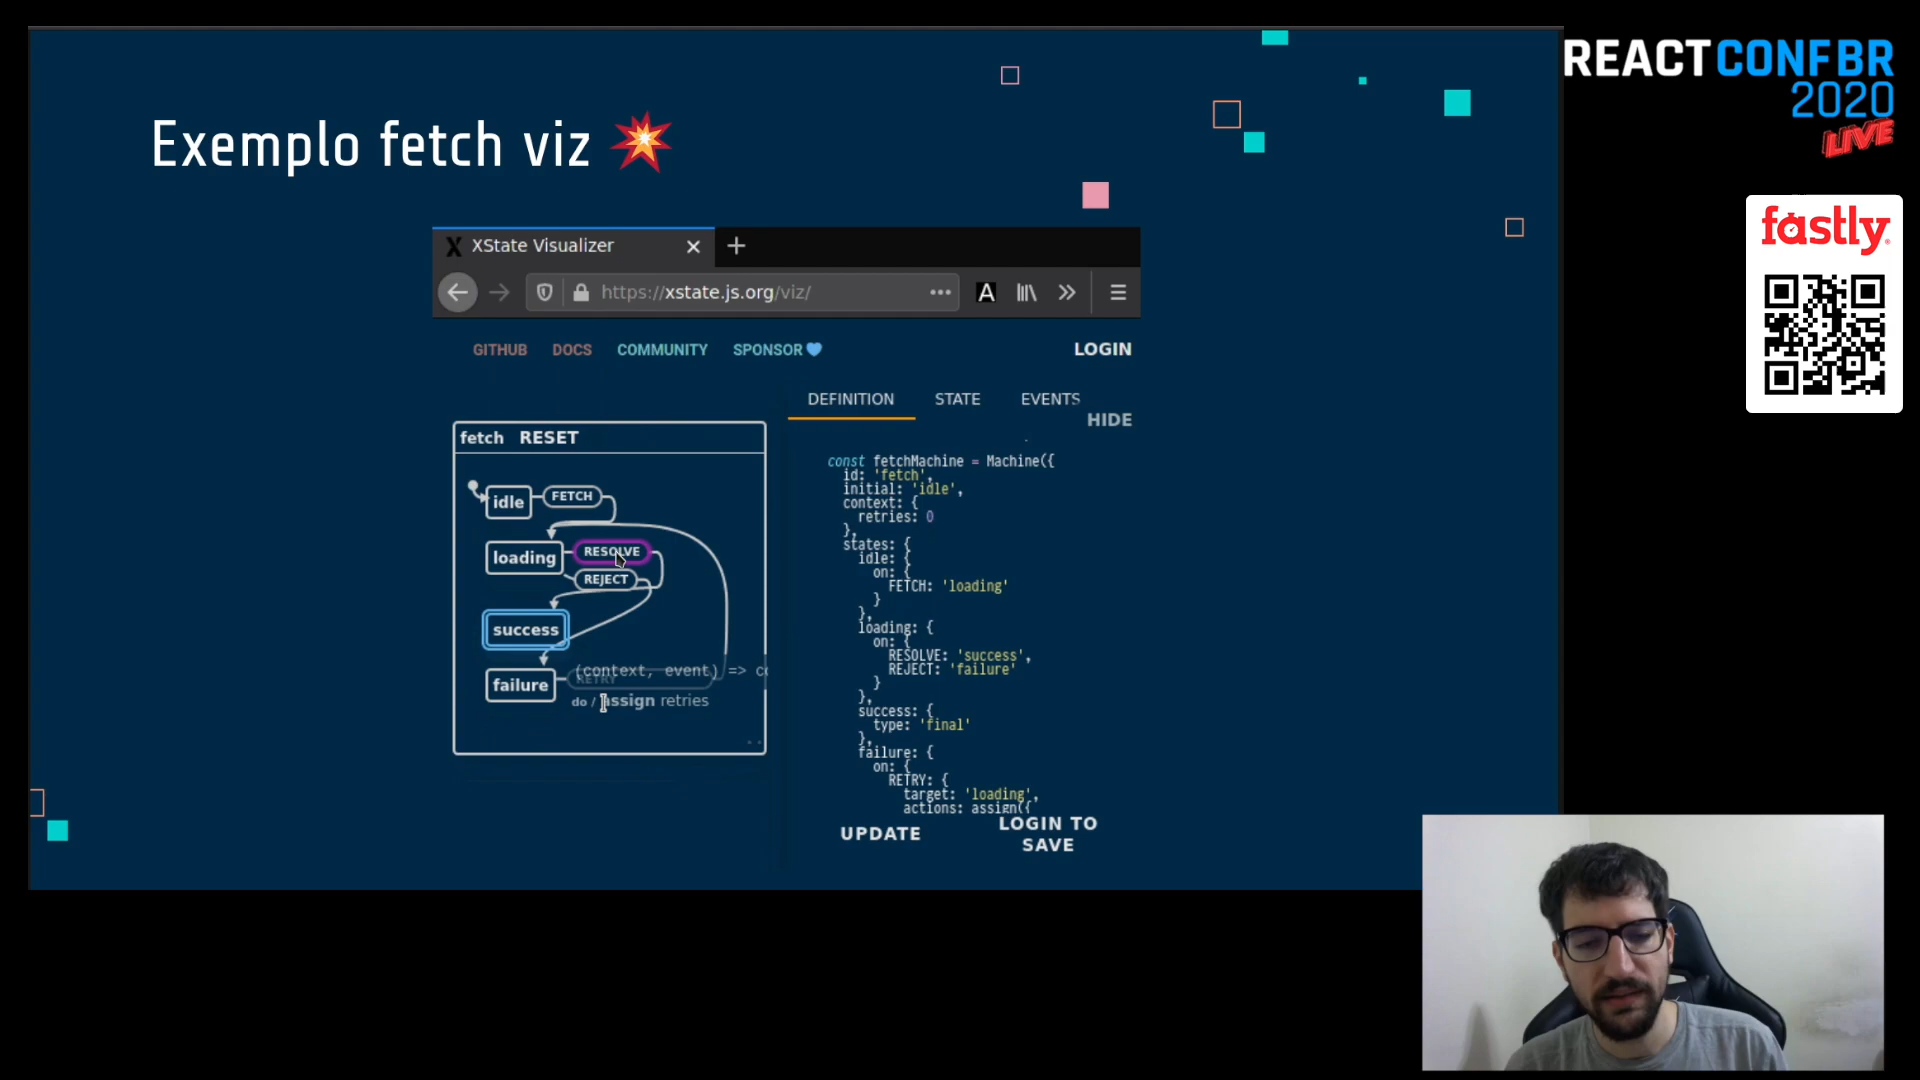 Exemplo fetch viz 💥
REACTCONFBR
2020
LIVE
fastly
X XState Visualizer
https://xstate.js.org/viz/
GITHUB DOCS COMMUNITY SPONSOR LOGIN
DEFINITION STATE EVENTS
HIDE
fetch RESET
idle FETCH
loading RESOLVE
REJECT
success
failure RETRY
(context, event) =>
do / assign retries
const fetchMachine = Machine({
id: 'fetch',
initial: 'idle',
context: {
retries: 0
},
states: {
idle: {
on: {
FETCH: 'loading'
}
},
loading: {
on: {
RESOLVE: 'success',
REJECT: 'failure'
}
},
success: {
type: 'final'
},
failure: {
on: {
RETRY: {
target: 'loading',
actions: assign({
UPDATE
LOGIN TO
SAVE